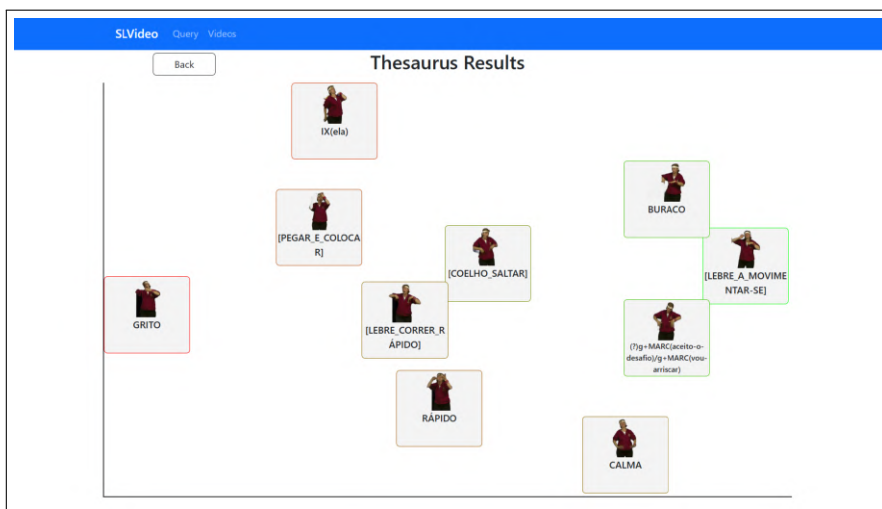 SLVideo Query Videos
Back
Thesaurus Results
IX(ela)
[PEGAR_E_COLOCA
R]
BURACO
[COELHO_SALTAR]
[LEBRE_A_MOVIME
NTAR-SE]
GRITO
[LEBRE_CORRER_R
ÁPIDO]
(?)g+MARC(aceito-o-
desafio)/g+MARC(vou-
arriscar)
RÁPIDO
CALMA